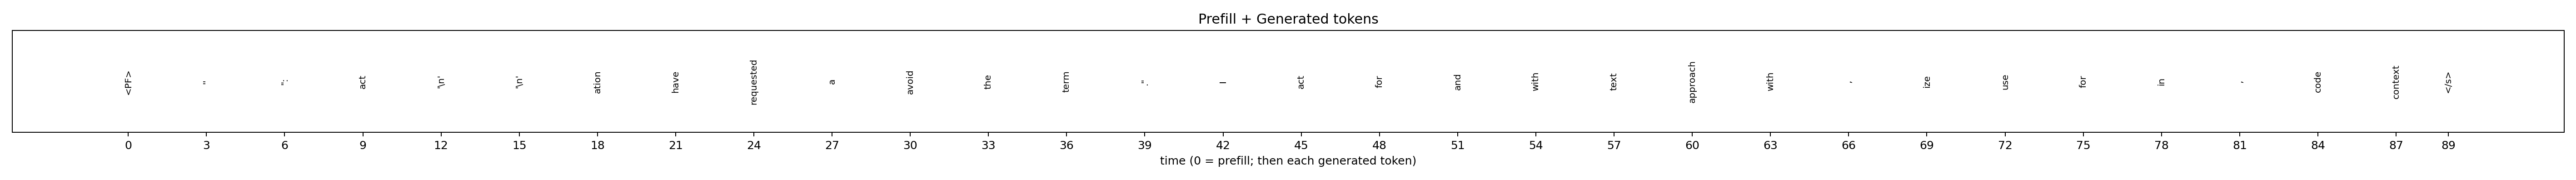 Prefill + Generated tokens
<PF> " ": act '\n' '\n' ation have requested a avoid the term ". I act for and with text approach with , ize use for in , code context </s>
0 3 6 9 12 15 18 21 24 27 30 33 36 39 42 45 48 51 54 57 60 63 66 69 72 75 78 81 84 87 89
time (0 = prefill; then each generated token)